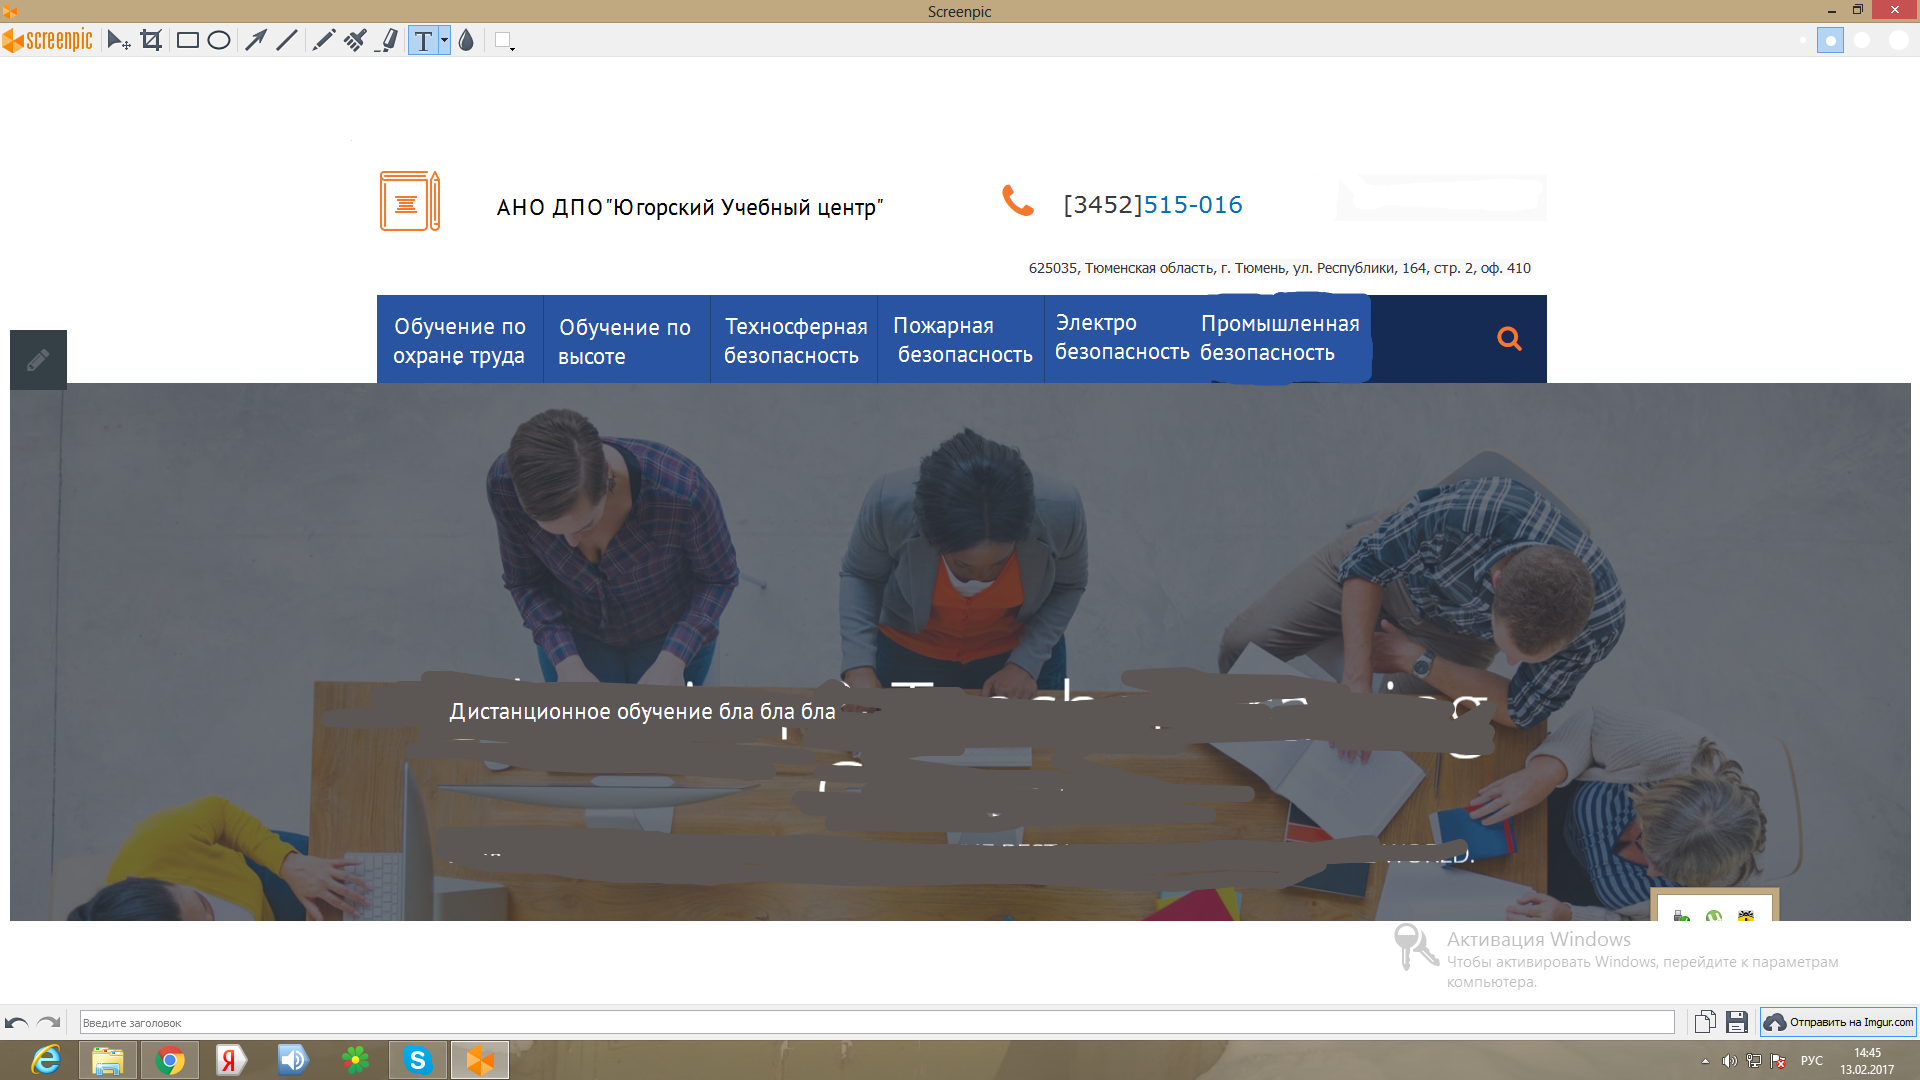 Screenpic
screenpic
АНО ДПО"Югорский Учебный центр"
[3452]515-016
625035, Тюменская область, г. Тюмень, ул. Республики, 164, стр. 2, оф. 410
Обучение по
охране труда
Обучение по
высоте
Техносферная
безопасность
Пожарная
безопасность
Электро
безопасность
Промышленная
безопасность
Дистанционное обучение бла бла бла
Активация Windows
Чтобы активировать Windows, перейдите к параметрам
компьютера.
Введите заголовок
Отправить на Imgur.com
РУС
14:45
13.02.2017